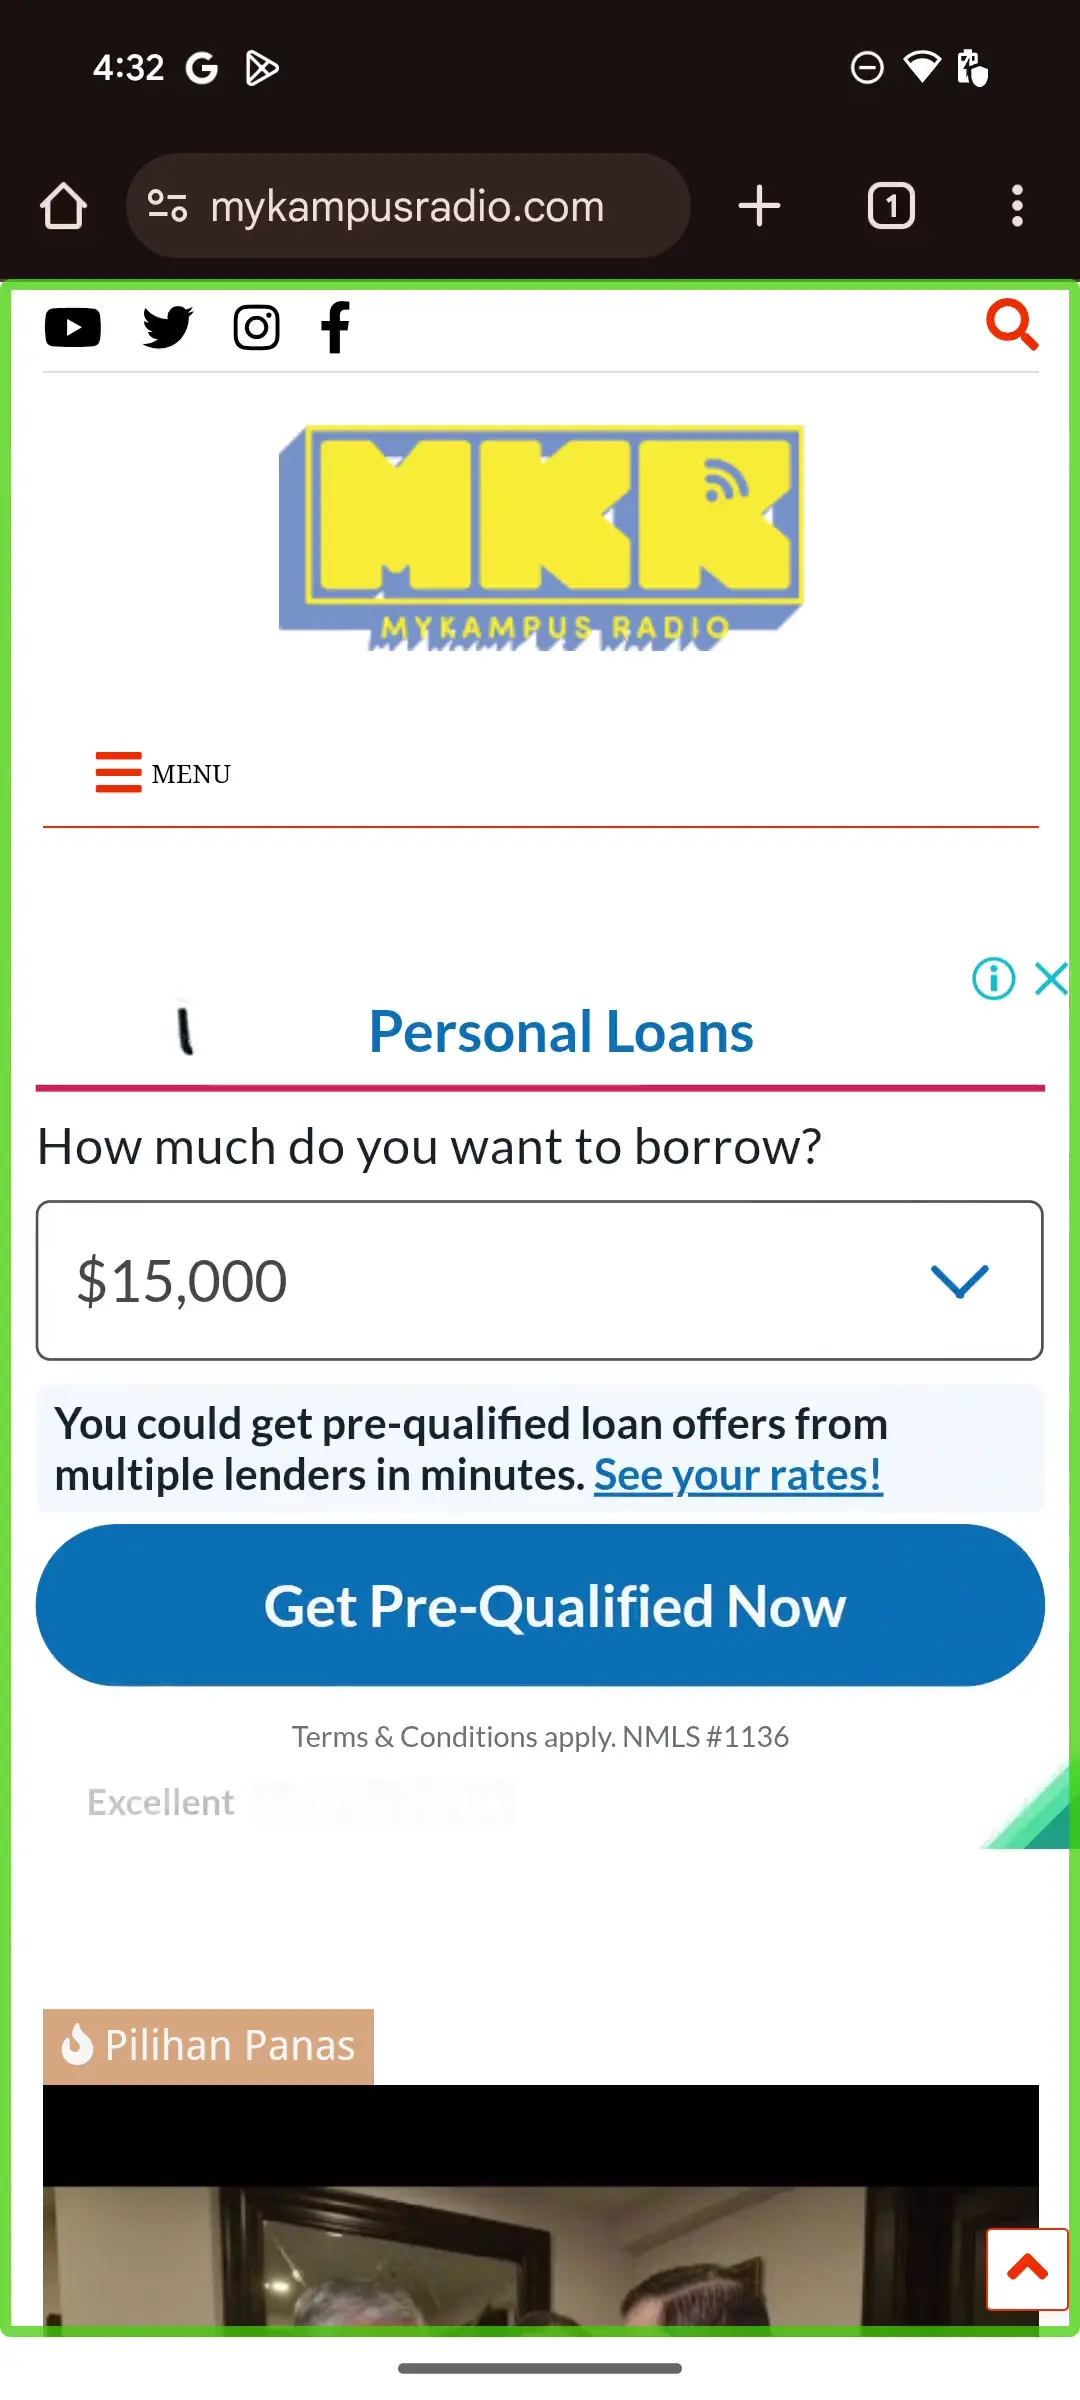 4:32
mykampusradio.com
1
MKR
MYKAMPUS RADIO
MENU
Personal Loans
How much do you want to borrow?
$15,000
You could get pre-qualified loan offers from
multiple lenders in minutes. See your rates!
Get Pre-Qualified Now
Terms & Conditions apply. NMLS #1136
Excellent
Pilihan Panas